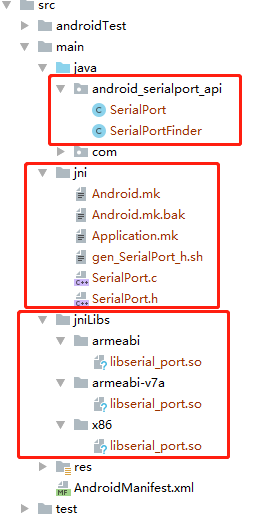 src
androidTest
main
java
android_serialport_api
SerialPort
SerialPortFinder
com
jni
Android.mk
Android.mk.bak
Application.mk
gen_SerialPort_h.sh
SerialPort.c
SerialPort.h
jniLibs
armeabi
libserial_port.so
armeabi-v7a
libserial_port.so
x86
libserial_port.so
res
AndroidManifest.xml
test